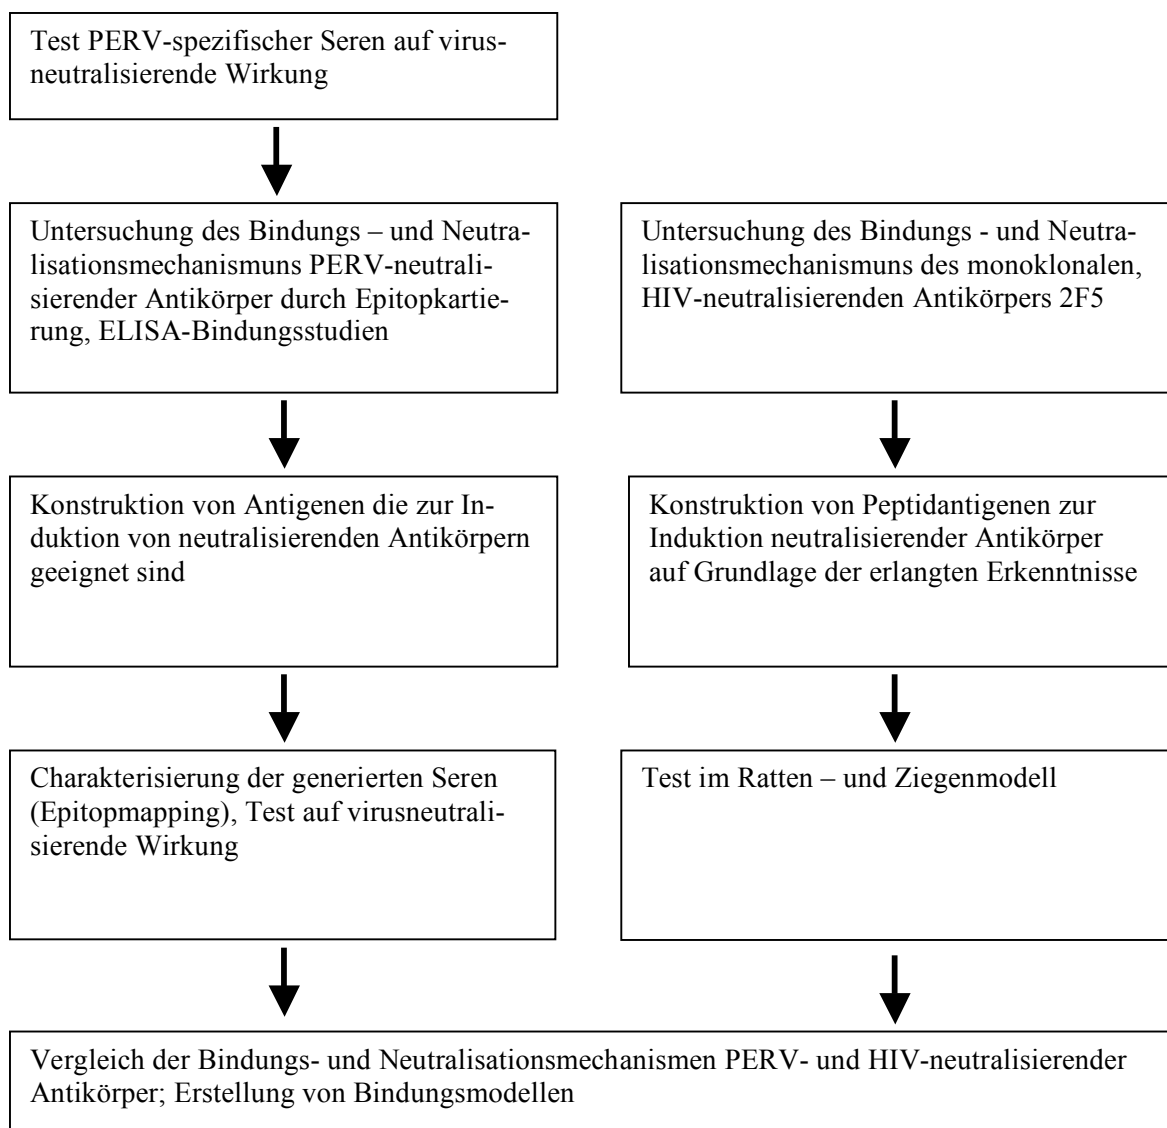 Test PERV-spezifischer Seren auf virus-
neutralisierende Wirkung
Untersuchung des Bindungs – und Neutra-
lisationsmechanismuns PERV-neutrali-
sierender Antikörper durch Epitopkartie-
rung, ELISA-Bindungsstudien
Untersuchung des Bindungs - und Neutra-
lisationsmechanismuns des monoklonalen,
HIV-neutralisierenden Antikörpers 2F5
Konstruktion von Antigenen die zur In-
duktion von neutralisierenden Antikörpern
geeignet sind
Konstruktion von Peptidantigenen zur
Induktion neutralisierender Antikörper
auf Grundlage der erlangten Erkenntnisse
Charakterisierung der generierten Seren
(Epitopmapping), Test auf virusneutrali-
sierende Wirkung
Test im Ratten – und Ziegenmodell
Vergleich der Bindungs- und Neutralisationsmechanismen PERV- und HIV-neutralisierender
Antikörper; Erstellung von Bindungsmodellen